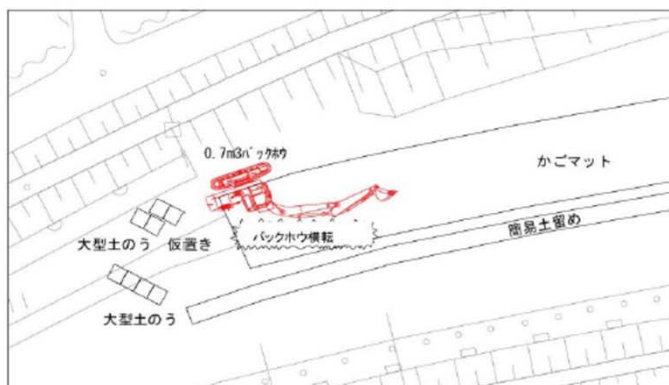 0.7m3バックホウ
かごマット
大型土のう 仮置き
バックホウ横転
簡易土留め
大型土のう